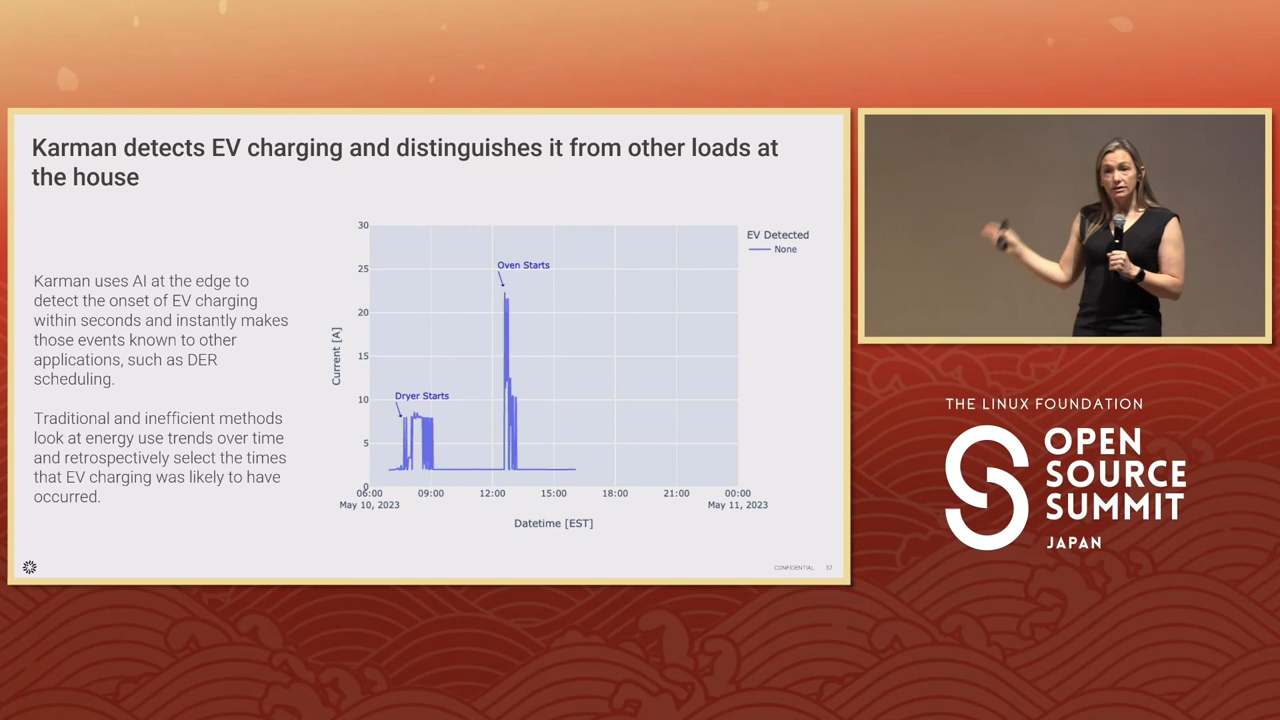 Karman detects EV charging and distinguishes it from other loads at
the house
Karman uses AI at the edge to
detect the onset of EV charging
within seconds and instantly makes
those events known to other
applications, such as DER
scheduling.
Traditional and inefficient methods
look at energy use trends over time
and retrospectively select the times
that EV charging was likely to have
occurred.
30
25
20
15
10
5
0
Current [A]
Oven Starts
Dryer Starts
EV Detected
None
06:00
May 10, 2023
09:00
12:00
15:00
18:00
21:00
00:00
May 11, 2023
Datetime [EST]
CONFIDENTIAL 57
THE LINUX FOUNDATION
OPEN
SOURCE
SUMMIT
JAPAN